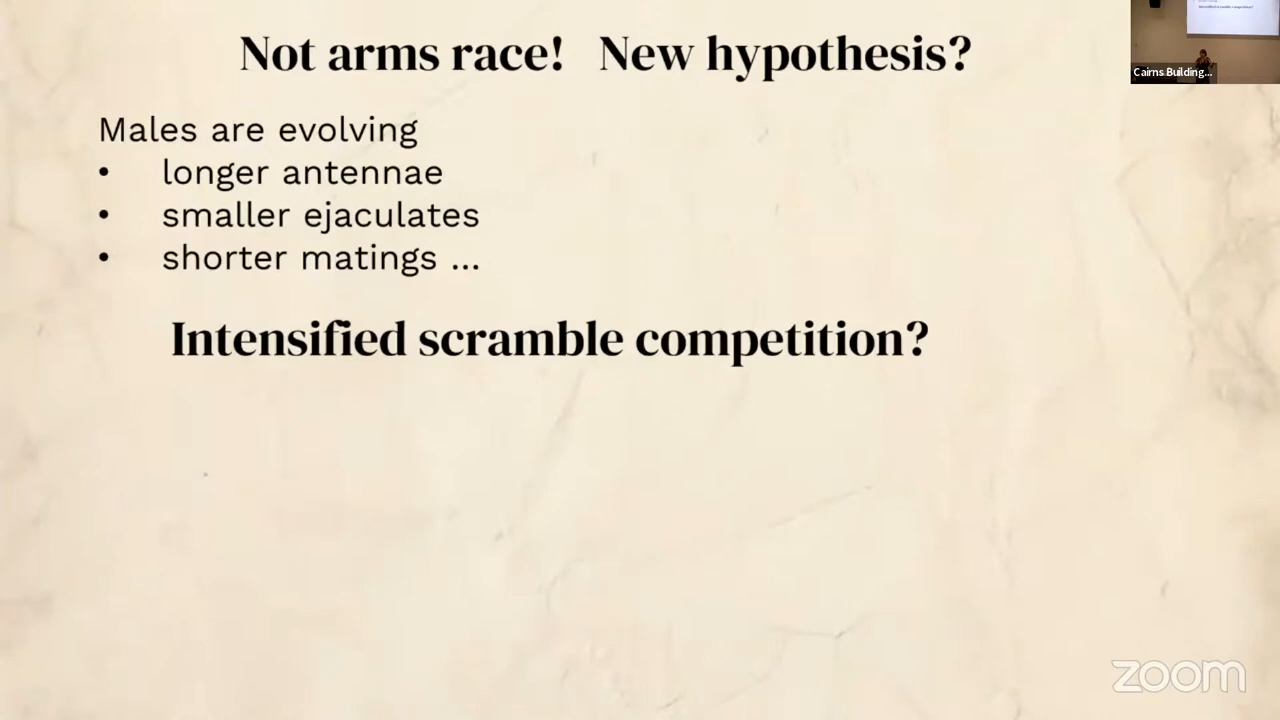 Not arms race! New hypothesis?
Males are evolving
• longer antennae
• smaller ejaculates
• shorter matings ...
Intensified scramble competition?
Cairns Building...
zoom